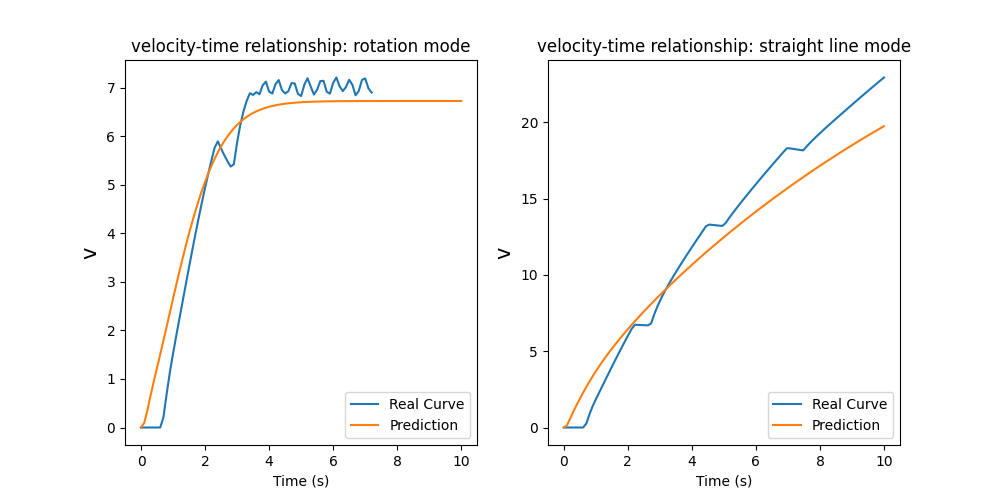 velocity-time relationship: rotation mode
7
6
5
4
3
2
1
0
V
0 2 4 6 8 10
Time (s)
Real Curve
Prediction
velocity-time relationship: straight line mode
20
15
10
5
0
V
0 2 4 6 8 10
Time (s)
Real Curve
Prediction